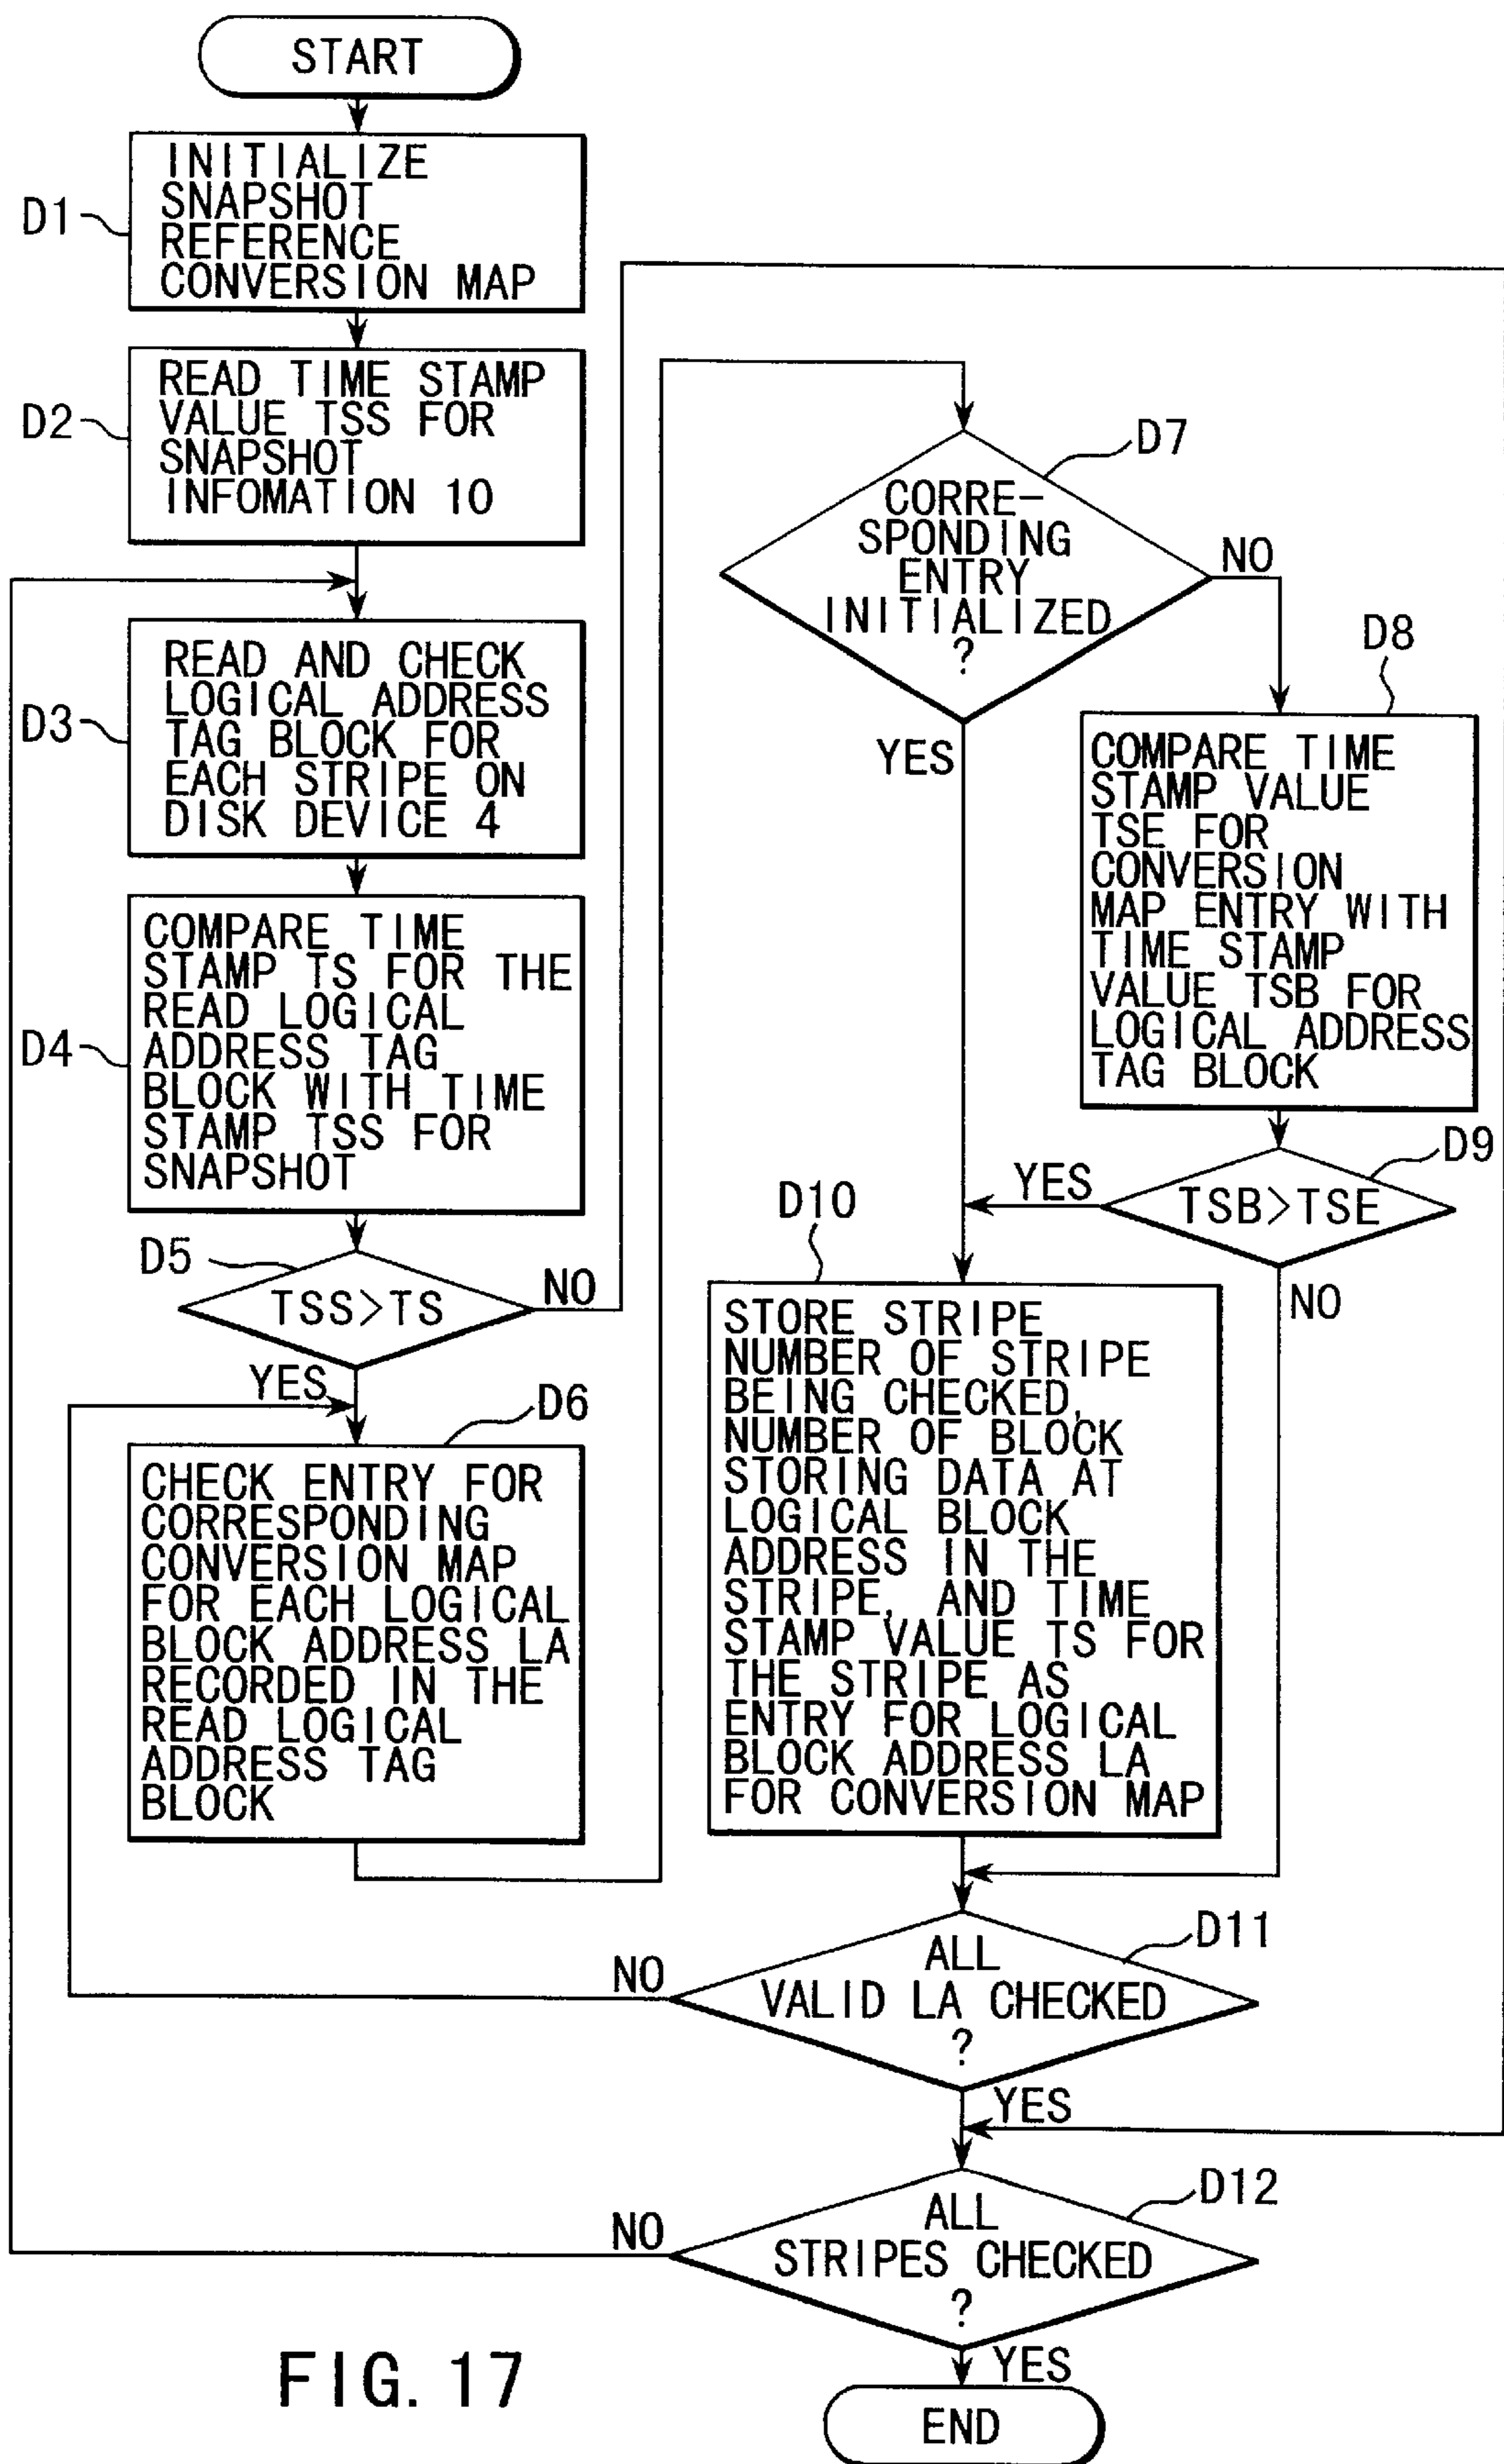 START
D1
INITIALIZE
SNAPSHOT
REFERENCE
CONVERSION MAP
D2
READ TIME STAMP
VALUE TSS FOR
SNAPSHOT
INFOMATION 10
D3
READ AND CHECK
LOGICAL ADDRESS
TAG BLOCK FOR
EACH STRIPE ON
DISK DEVICE 4
D4
COMPARE TIME
STAMP TS FOR THE
READ LOGICAL
ADDRESS TAG
BLOCK WITH TIME
STAMP TSS FOR
SNAPSHOT
D5
TSS>TS
NO
YES
D6
CHECK ENTRY FOR
CORRESPONDING
CONVERSION MAP
FOR EACH LOGICAL
BLOCK ADDRESS LA
RECORDED IN THE
READ LOGICAL
ADDRESS TAG
BLOCK
D7
CORRE-
SPONDING
ENTRY
INITIALIZED
?
NO
YES
D8
COMPARE TIME
STAMP VALUE
TSE FOR
CONVERSION
MAP ENTRY WITH
TIME STAMP
VALUE TSB FOR
LOGICAL ADDRESS
TAG BLOCK
D9
TSB>TSE
YES
NO
D10
STORE STRIPE
NUMBER OF STRIPE
BEING CHECKED,
NUMBER OF BLOCK
STORING DATA AT
LOGICAL BLOCK
ADDRESS IN THE
STRIPE, AND TIME
STAMP VALUE TS FOR
THE STRIPE AS
ENTRY FOR LOGICAL
BLOCK ADDRESS LA
FOR CONVERSION MAP
D11
ALL
VALID LA CHECKED
?
NO
YES
D12
ALL
STRIPES CHECKED
?
NO
YES
END
FIG. 17